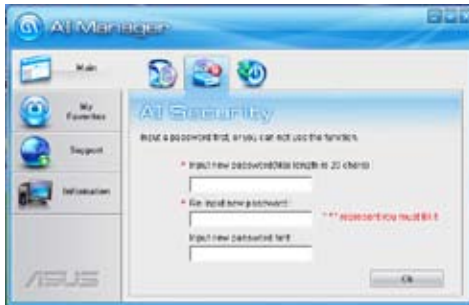 AI Manager
Main
My Favorites
Support
Information
AI Security
Input a password first, or you can not use the function.
* Input new password(Max length is 20 chars)
* Re-input new password:
"*" represent you must fill it
Input new password hint
Ok
ASUS